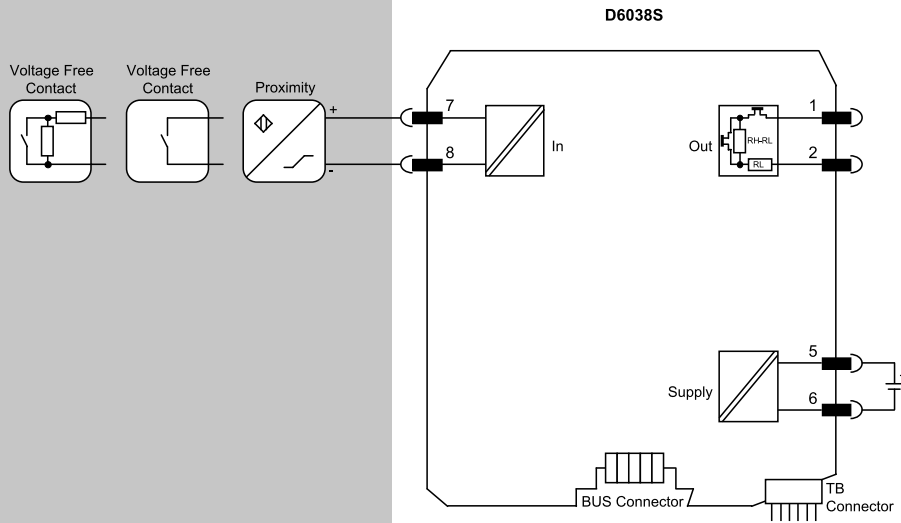 D6038S
Voltage Free
Contact
Voltage Free
Contact
Proximity
+
-
7
8
In
Out
RH-RL
RL
1
2
Supply
5
6
BUS Connector
TB
Connector